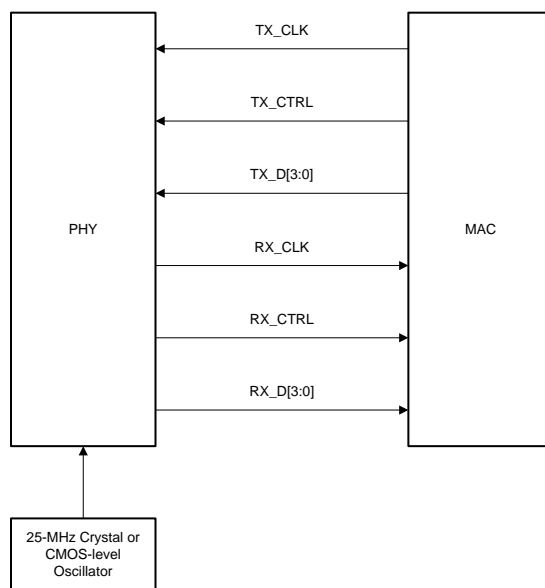 TX_CLK
TX_CTRL
TX_D[3:0]
PHY
MAC
RX_CLK
RX_CTRL
RX_D[3:0]
25-MHz Crystal or
CMOS-level
Oscillator